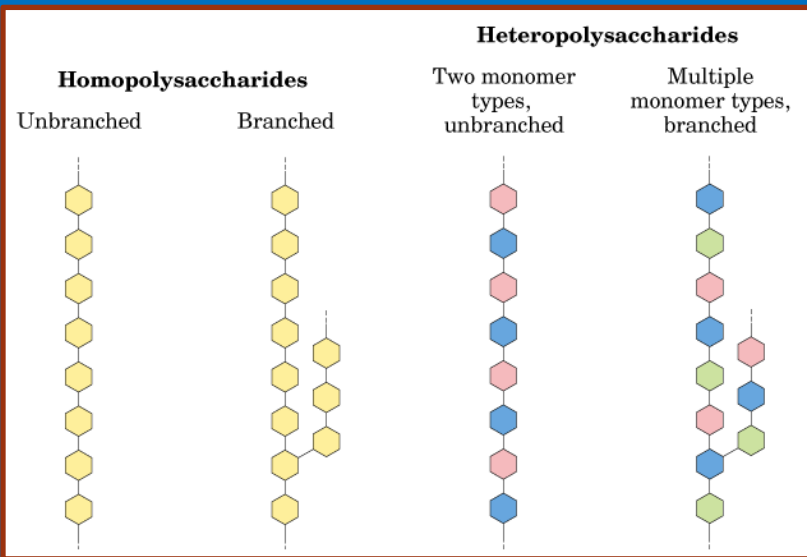 Homopolysaccharides
Unbranched
Branched
Heteropolysaccharides
Two monomer
types,
unbranched
Multiple
monomer types,
branched